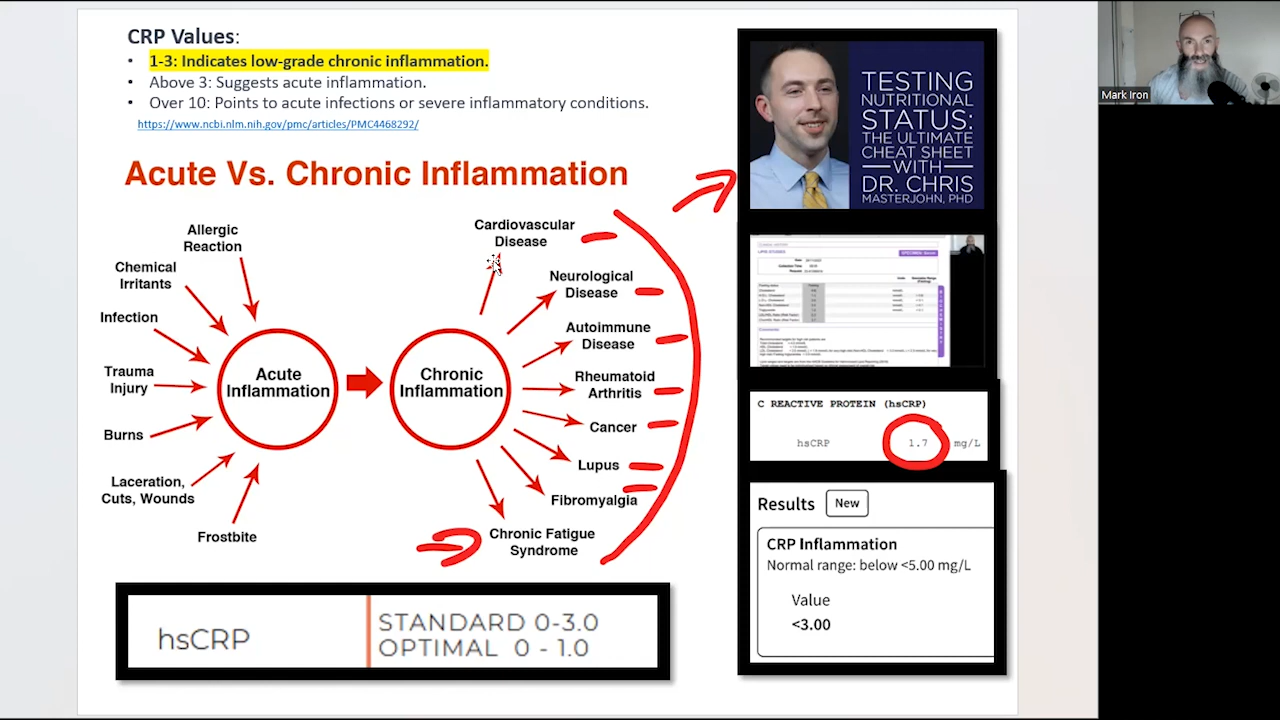 CRP Values:
• 1-3: Indicates low-grade chronic inflammation.
• Above 3: Suggests acute inflammation.
• Over 10: Points to acute infections or severe inflammatory conditions.
https://www.ncbi.nlm.nih.gov/pmc/articles/PMC4468292/
Acute Vs. Chronic Inflammation
Allergic
Reaction
Chemical
Irritants
Infection
Trauma
Injury
Burns
Laceration,
Cuts, Wounds
Frostbite
Acute
Inflammation
Chronic
Inflammation
Cardiovascular
Disease
Neurological
Disease
Autoimmune
Disease
Rheumatoid
Arthritis
Cancer
Lupus
Fibromyalgia
Chronic Fatigue
Syndrome
hsCRP
STANDARD 0-3.0
OPTIMAL 0 - 1.0
TESTING
NUTRITIONAL
STATUS:
THE ULTIMATE
CHEAT SHEET
WITH
DR. CHRIS
MASTERJOHN, PHD
C REACTIVE PROTEIN (hsCRP)
hsCRP 1.7 mg/L
Results New
CRP Inflammation
Normal range: below <5.00 mg/L
Value
<3.00
Mark Iron